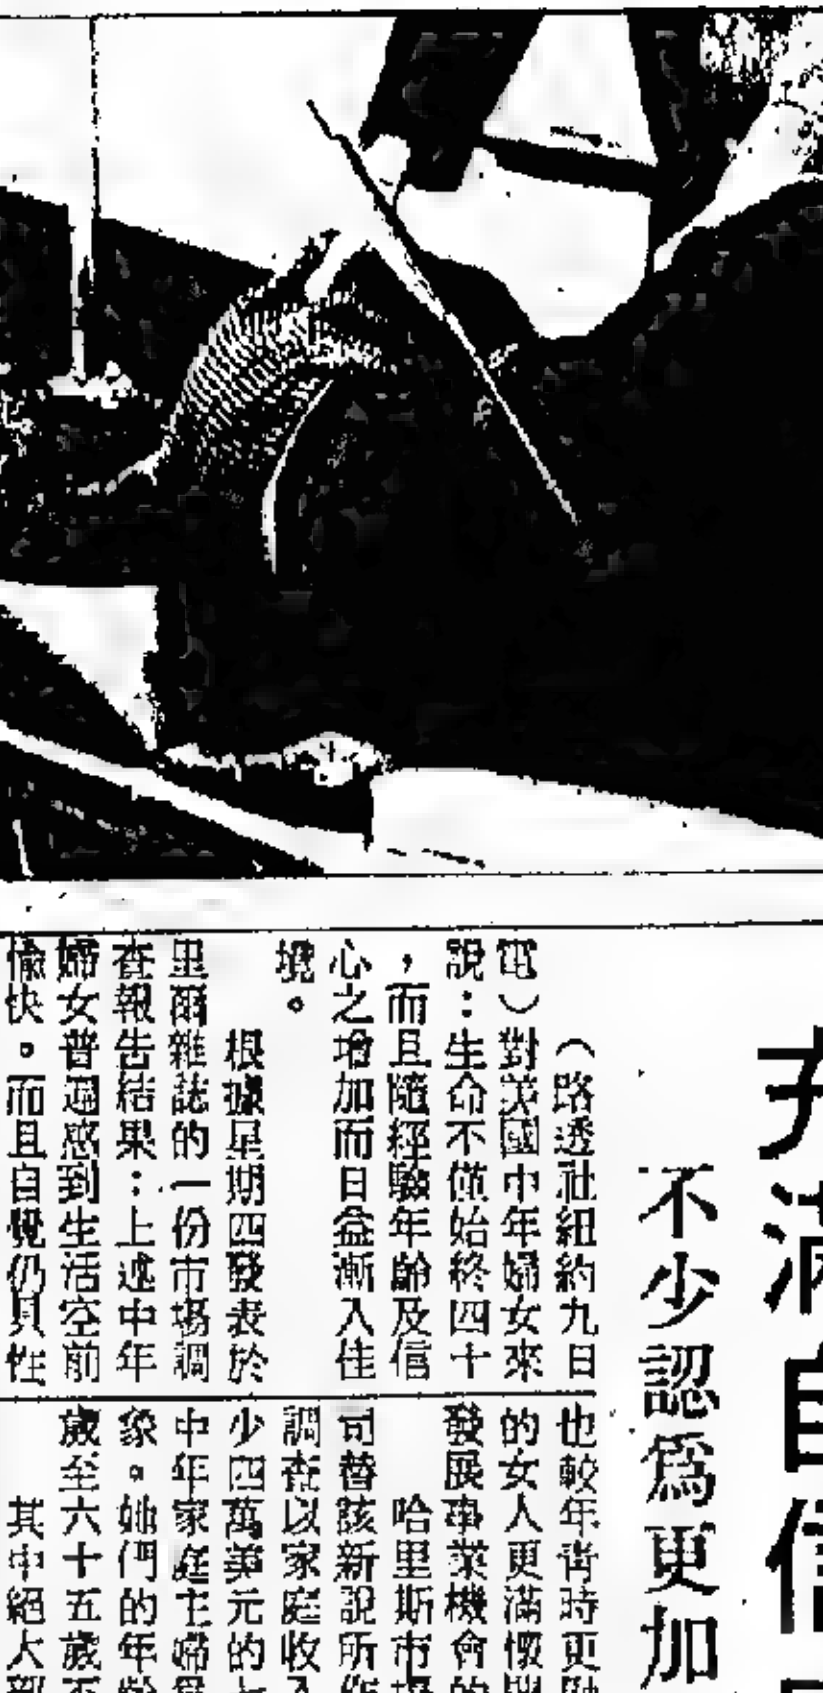 充滿自信
不少認爲更加
（路透社紐約九日
電）對美國中年婦女來
說：生命不僅始終四十
，而且隨經驗年齡及信
心之增加而日益漸入佳
境。
根據星期四發表於
里爾雜誌的一份市場調
查報告結果：上述中年
婦女普遍感到生活空前
愉快。而且自覺仍具性
也較年青時更
的女人更滿懷
發展事業機會的
哈里斯市場
司替該新說所作
調查以家庭收入
少四萬美元的
中年家庭主婦爲
象。她們的年齡
歲至六十五歲不
其中絕大部